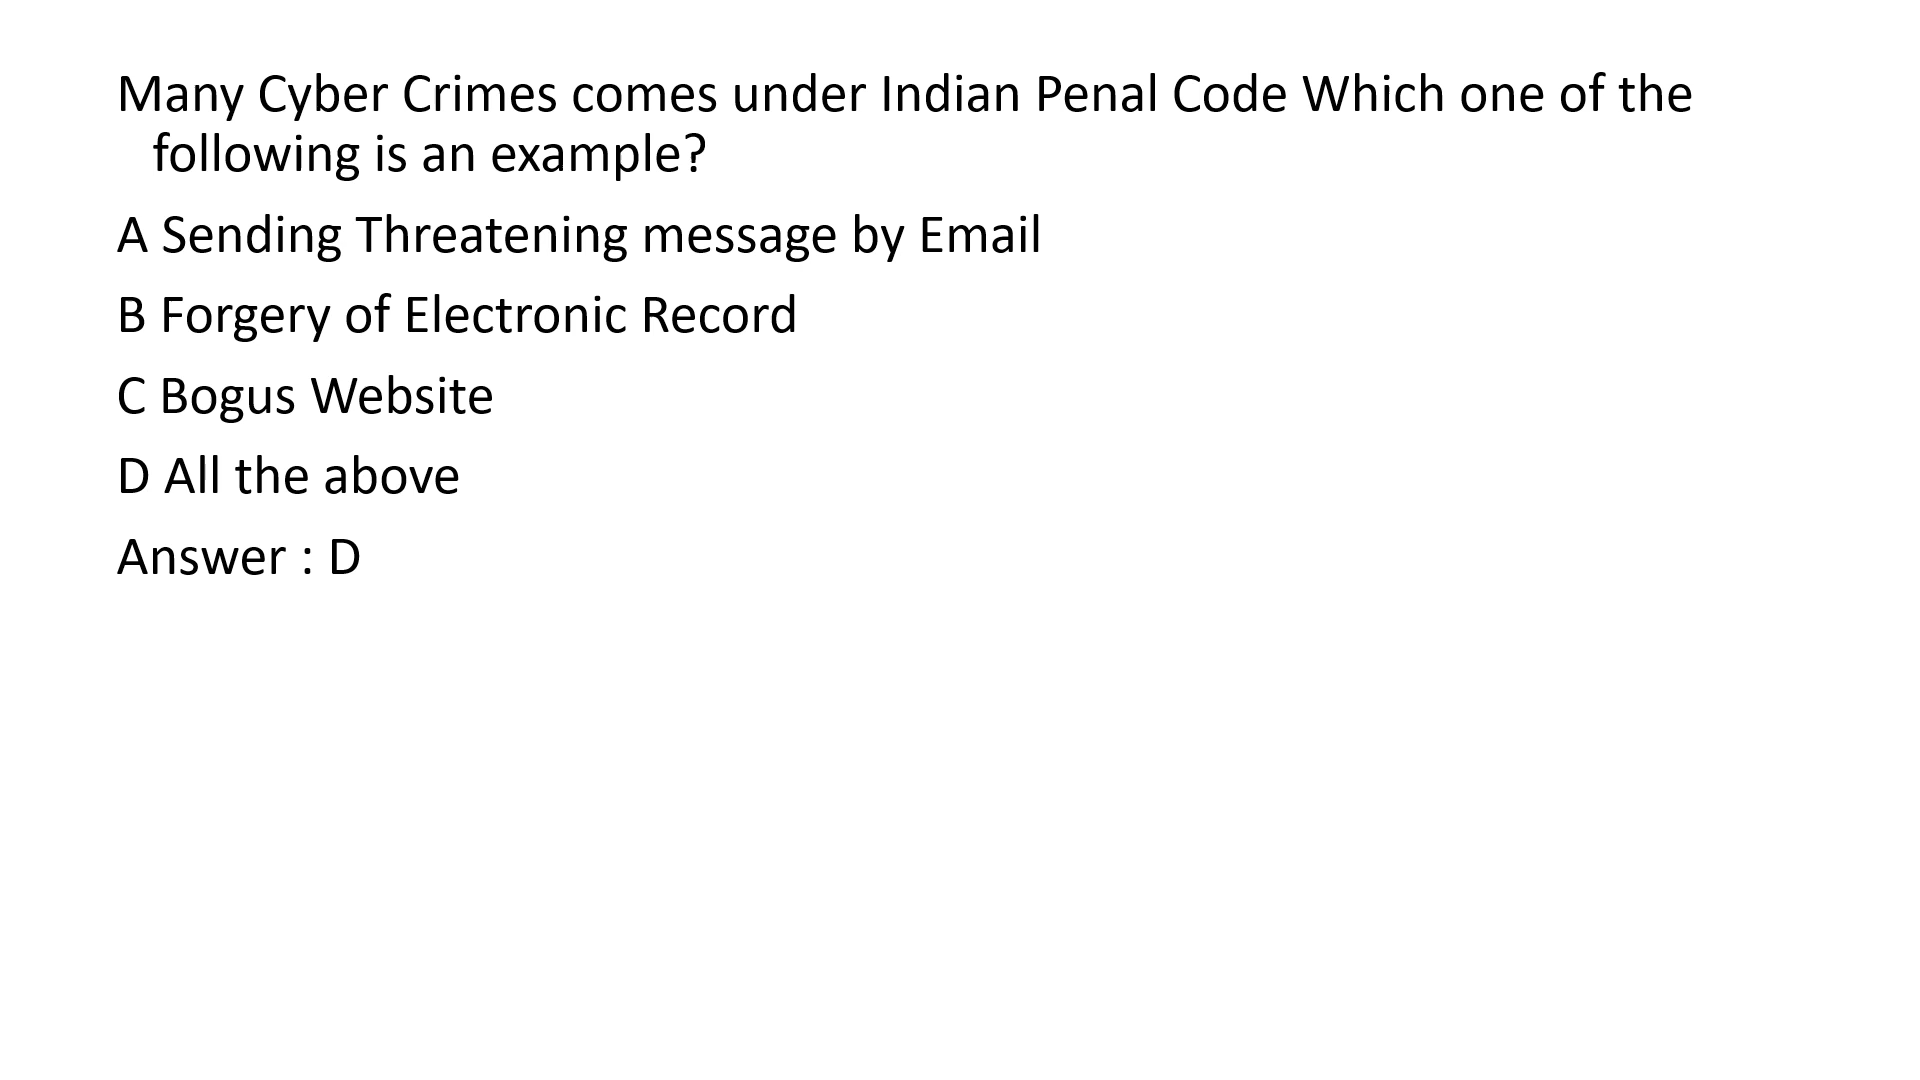 Many Cyber Crimes comes under Indian Penal Code Which one of the
following is an example?
A Sending Threatening message by Email
B Forgery of Electronic Record
C Bogus Website
D All the above
Answer : D